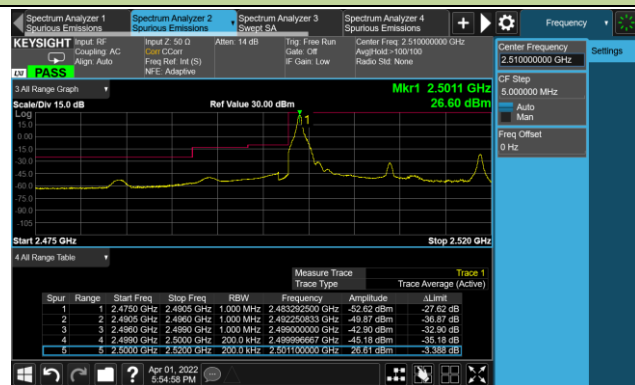 Spectrum Analyzer 1
Spurious Emissions
Spectrum Analyzer 2
Spurious Emissions
Spectrum Analyzer 3
Swept SA
Spectrum Analyzer 4
Spurious Emissions
+
Frequency
KEYSIGHT
Input: RF
Coupling: AC
Align: Auto
Input Z: 50 Ω
Corr CCorr
Freq Ref: Int (S)
NFE: Adaptive
Atten: 14 dB
Trig: Free Run
Gate: Off
IF Gain: Low
Center Freq: 2.510000000 GHz
Avg|Hold:>100/100
Radio Std: None
LXI PASS
Center Frequency
2.510000000 GHz
Settings
CF Step
5.000000 MHz
Auto
Man
Freq Offset
0 Hz
3 All Range Graph
Mkr1 2.5011 GHz
26.60 dBm
Scale/Div 15.0 dB
Ref Value 30.00 dBm
Log
15.0
0.00
-15.0
-30.0
-45.0
-60.0
-75.0
-90.0
-105
1
Start 2.475 GHz
Stop 2.520 GHz
4 All Range Table
Measure Trace Trace 1
Trace Type Trace Average (Active)
Spur Range Start Freq Stop Freq RBW Frequency Amplitude ΔLimit
1 1 2.4750 GHz 2.4905 GHz 1.000 MHz 2.483292500 GHz -52.62 dBm -27.62 dB
2 2 2.4905 GHz 2.4960 GHz 1.000 MHz 2.492250833 GHz -49.87 dBm -36.87 dB
3 3 2.4960 GHz 2.4990 GHz 1.000 MHz 2.499000000 GHz -42.90 dBm -32.90 dB
4 4 2.4990 GHz 2.5000 GHz 200.0 kHz 2.499996667 GHz -45.18 dBm -35.18 dB
5 5 2.5000 GHz 2.5200 GHz 200.0 kHz 2.501100000 GHz 26.61 dBm -3.388 dB
?
Apr 01, 2022
5:54:58 PM